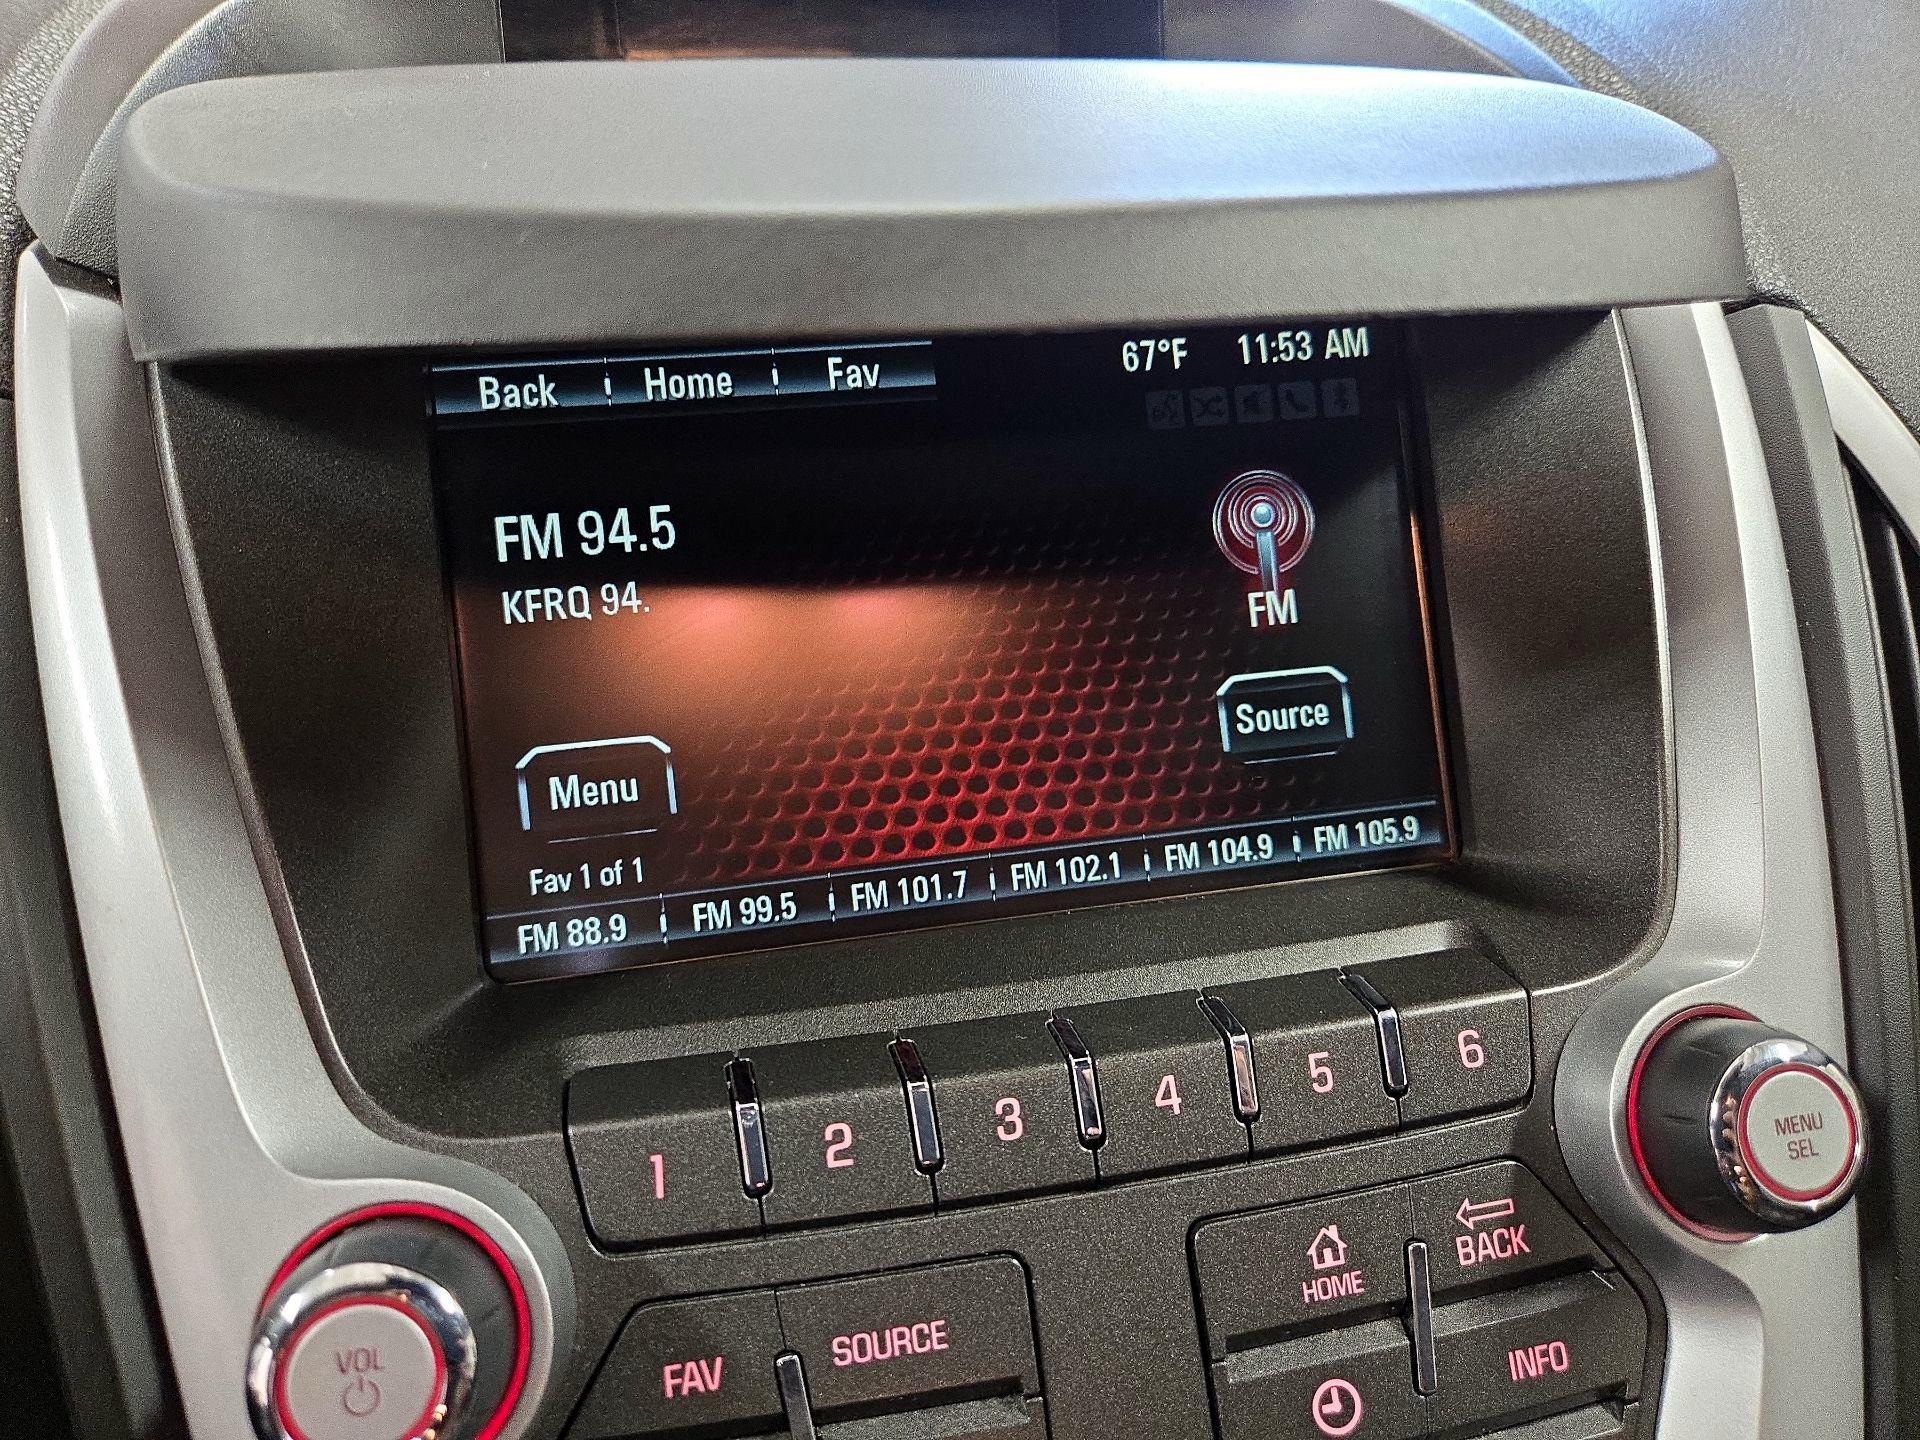 67°F 11:53 AM
Back Home Fav
FM 94.5
KFRQ 94.
FM
Source
Menu
Fav 1 of 1
FM 88.9 FM 99.5 FM 101.7 FM 102.1 FM 104.9 FM 105.9
1 2 3 4 5 6
MENU
SEL
HOME BACK
VOL
FAV SOURCE
INFO